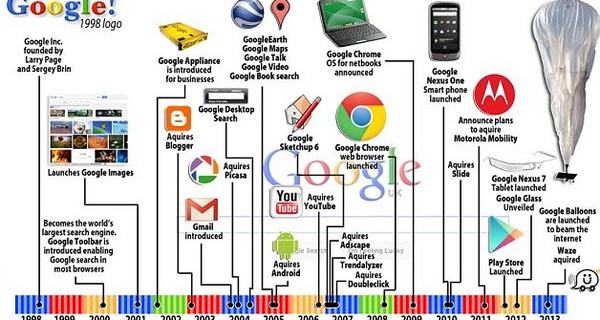 Google!
1998 logo
Google Inc.
founded by
Larry Page
and Sergey Brin
Launches Google Images
Becomes the world's
largest search engine.
Google Toolbar is
introduced enabling
Google search in
most browsers
Google Appliance
is introduced
for businesses
Aquires
Blogger
Gmail
introduced
Google Desktop
Search
Aquires
Picasa
GoogleEarth
Google Maps
Google Talk
Google Video
Google Book search
Google
Sketchup 6
You
Tube
Aquires
YouTube
Aquires
Android
Google
UK
Google Search
Feeling Lucky
Aquires
Adscape
Aquires
Trendalyzer
Aquires
Doubleclick
Google Chrome
OS for netbooks
announced
Google Chrome
web browser
launched
Google
Nexus One
Smart phone
launched
Aquires
Slide
Announce plans
to aquire
Motorola Mobility
Google Nexus 7
Tablet launched
Google Glass
Unveiled
Play Store
Launched
Google Balloons
are launched
to beam the
internet
Waze
aquired
1998 1999 2000 2001 2002 2003 2004 2005 2006 2007 2008 2009 2010 2011 2012 2013